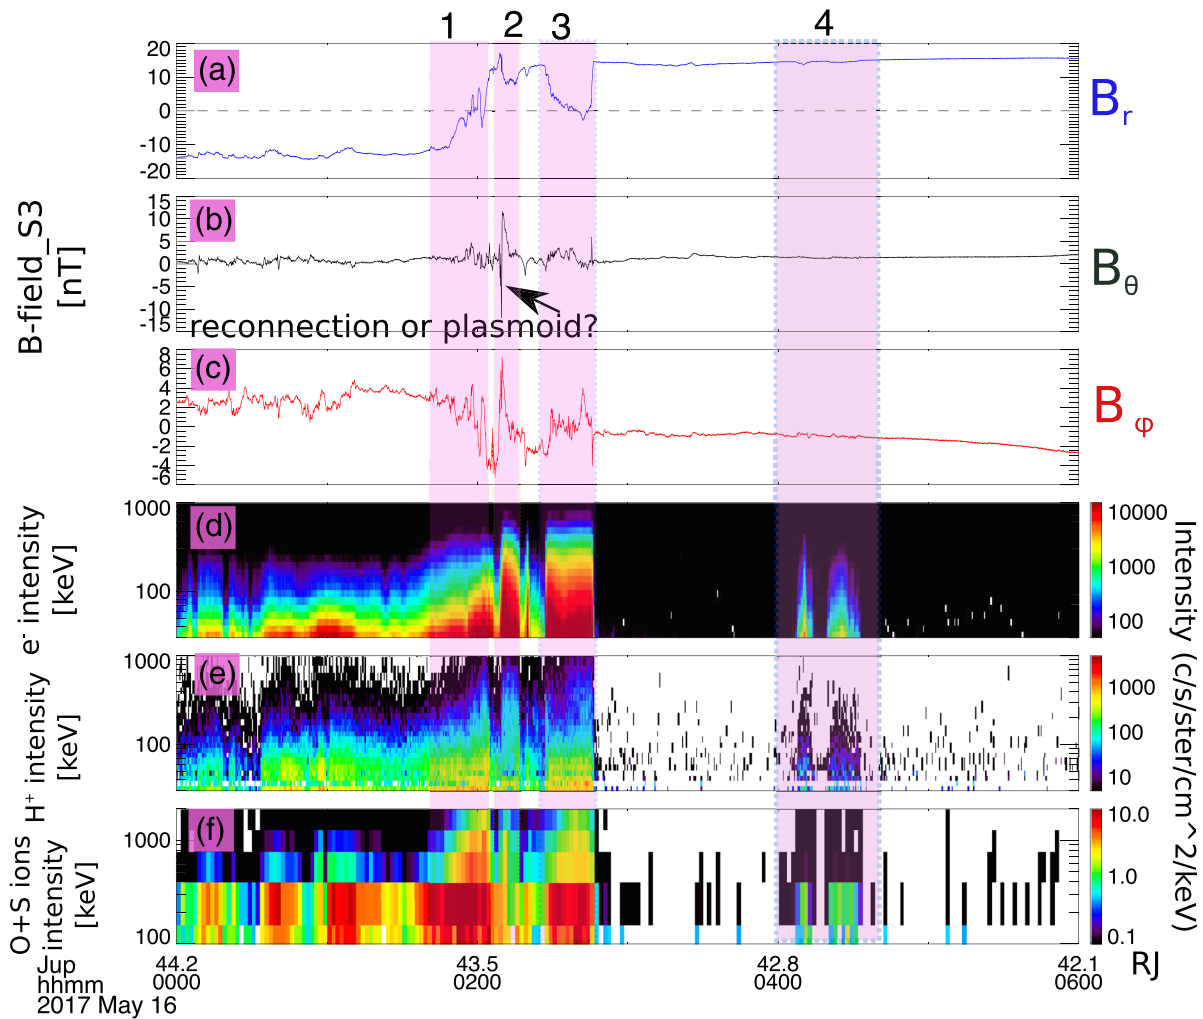 1 2 3 4
B-field_S3
[nT]
(a)
20
10
0
-10
-20
Br
(b)
15
10
5
0
-5
-10
-15
reconnection or plasmoid?
Bθ
(c)
8
6
4
2
0
-2
-4
-6
B φ
e- intensity
[keV]
(d)
1000
100
10000
1000
100
H+ intensity
[keV]
(e)
1000
100
1000
100
10
O+S ions
intensity
[keV]
(f)
1000
100
10.0
1.0
0.1
Intensity (c/s/ster/cm^2/keV)
Jup 44.2 43.5 42.8 42.1 RJ
hhmm 0000 0200 0400 0600
2017 May 16